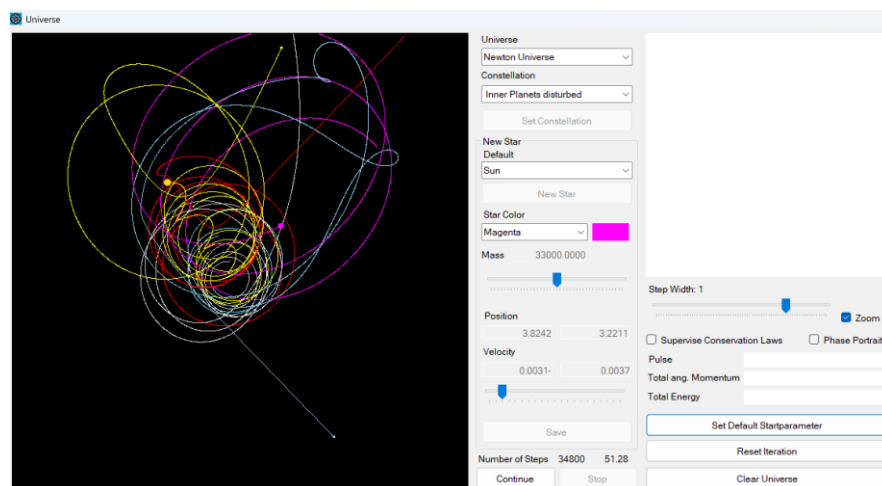 Universe
Universe
Newton Universe
Constellation
Inner Planets disturbed
Set Constellation
New Star
Default
Sun
New Star
Star Color
Magenta
Mass 33000.0000
Position
3.8242 3.2211
Velocity
0.0031- 0.0037
Save
Number of Steps 34800 51.28
Continue Stop
Step Width: 1
Zoom
Supervise Conservation Laws Phase Portrait
Pulse
Total ang. Momentum
Total Energy
Set Default Startparameter
Reset Iteration
Clear Universe